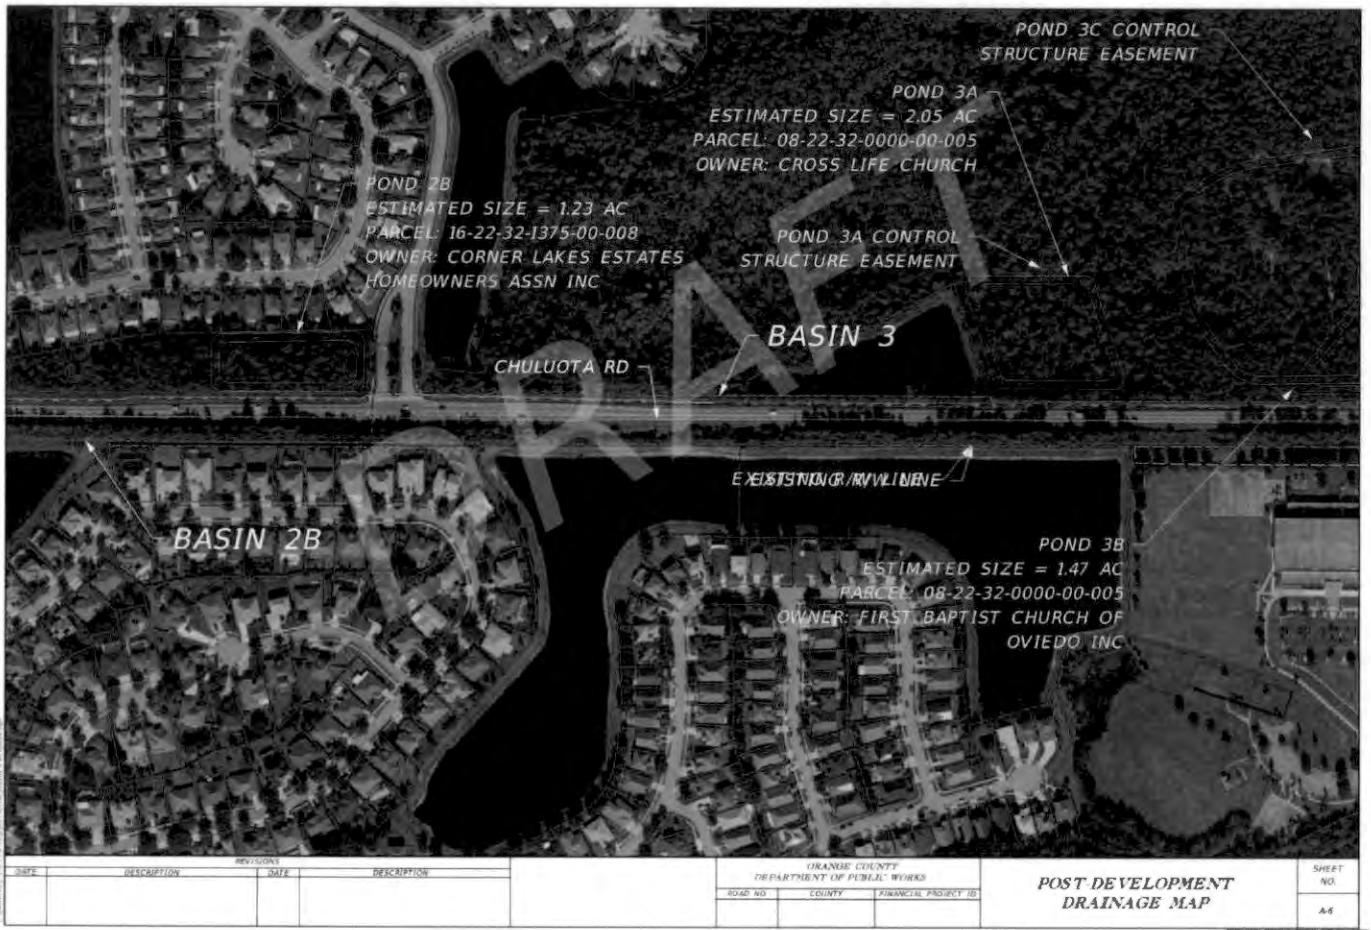 POND 3C CONTROL
STRUCTURE EASEMENT
POND 3A
ESTIMATED SIZE = 2.05 AC
PARCEL: 08-22-32-0000-00-005
OWNER: CROSS LIFE CHURCH
POND 2B
ESTIMATED SIZE = 1.23 AC
PARCEL: 16-22-32-1375-00-008
OWNER: CORNER LAKES ESTATES
HOMEOWNERS ASSN INC
POND 3A CONTROL
STRUCTURE EASEMENT
DRAFT
BASIN 3
CHULUOTA RD
EXISTING R/W LINE
BASIN 2B
POND 3B
ESTIMATED SIZE = 1.47 AC
PARCEL: 08-22-32-0000-00-005
OWNER: FIRST BAPTIST CHURCH OF
OVIEDO INC
REVISIONS
DATE DESCRIPTION DATE DESCRIPTION
ORANGE COUNTY
DEPARTMENT OF PUBLIC WORKS
ROAD NO COUNTY FINANCIAL PROJECT ID
POST-DEVELOPMENT
DRAINAGE MAP
SHEET
NO.
A-6